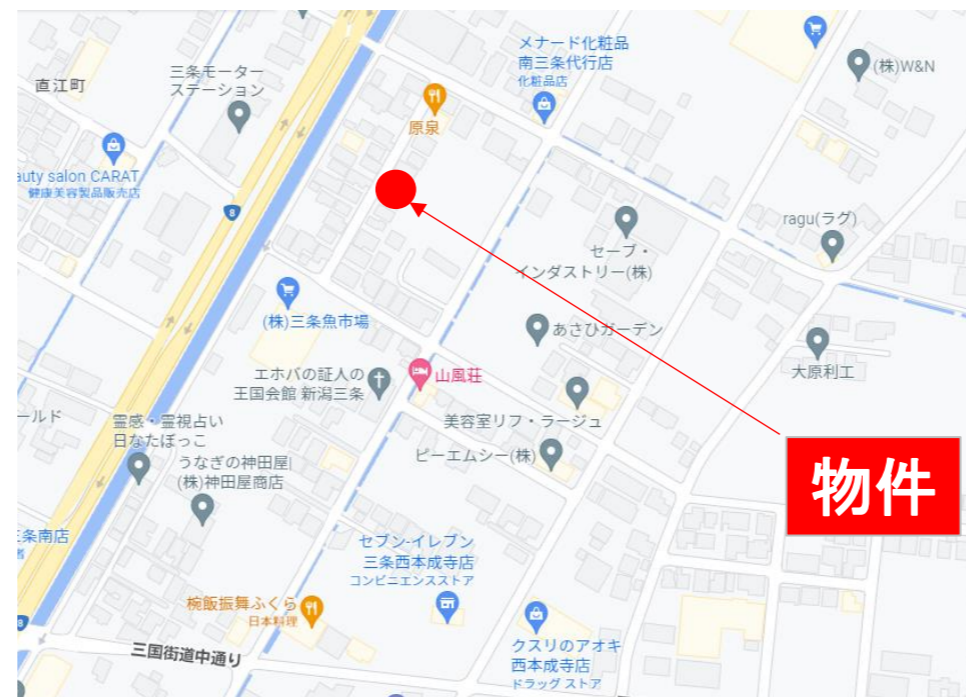 メナード化粧品
南三条代行店
化粧品店
(株)W&N
三条モーター
ステーション
直江町
原泉
auty salon CARAT
健康美容製品販売店
8
ragu(ラグ)
セーブ・
インダストリー(株)
(株)三条魚市場
あさひガーデン
大原利工
エホバの証人の
王国会館 新潟三条
山風荘
ールド
霊感・霊視占い
日なたぼっこ
美容室リフ・ラージュ
うなぎの神田屋|
(株)神田屋商店
ピーエムシー(株)
物件
三条南店
セブン-イレブン
三条西本成寺店
コンビニエンスストア
椀飯振舞ふくら
日本料理
8
三国街道中通り
クスリのアオキ
西本成寺店
ドラッグ ストア